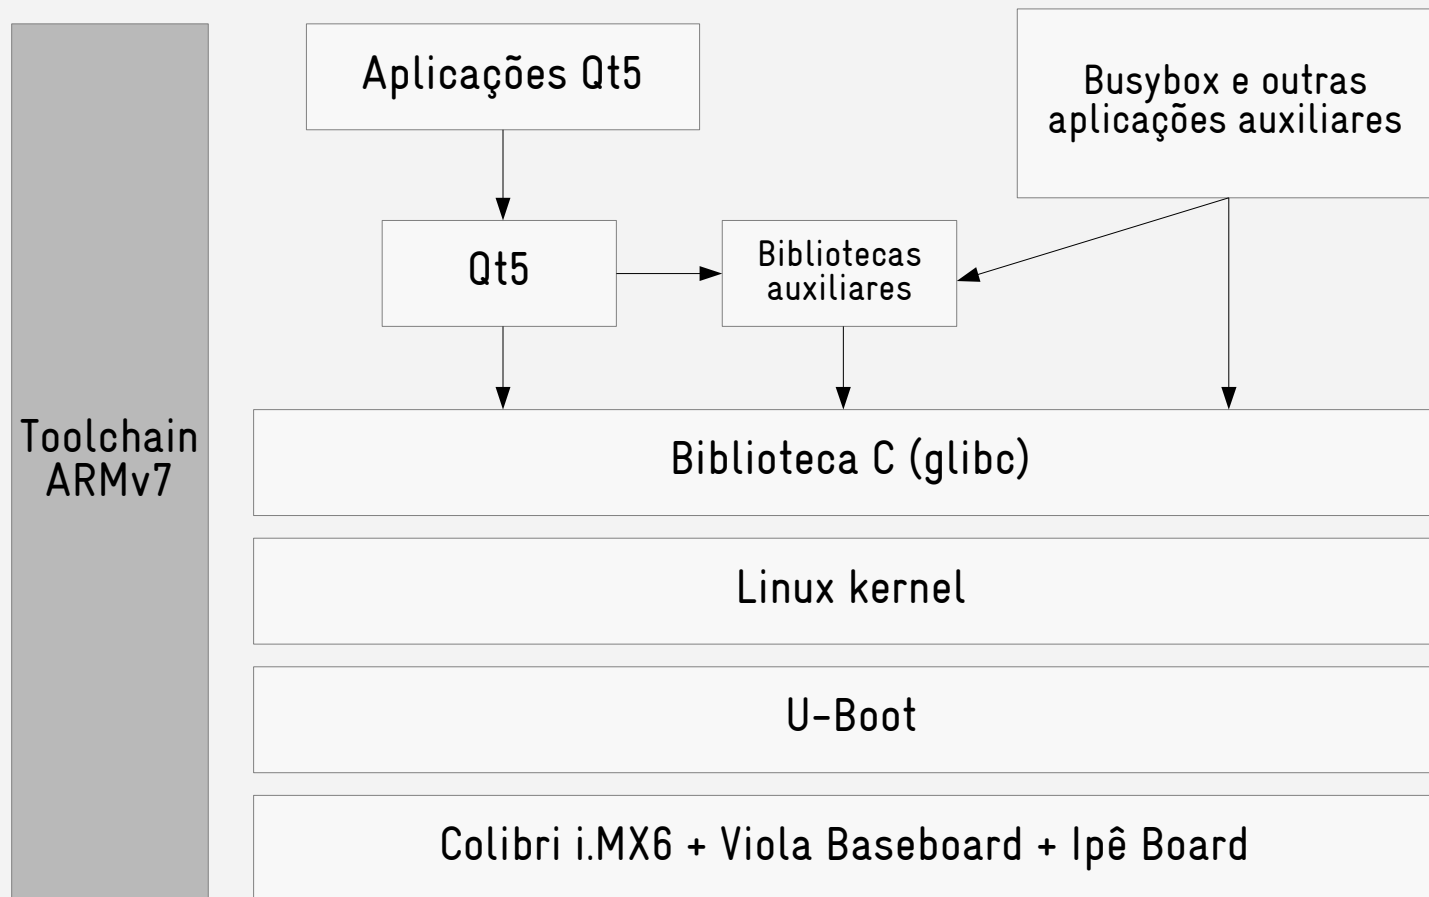 Aplicações Qt5
Busybox e outras
aplicações auxiliares
Qt5
Bibliotecas
auxiliares
Toolchain
ARMv7
Biblioteca C (glibc)
Linux kernel
U-Boot
Colibri i.MX6 + Viola Baseboard + Ipê Board